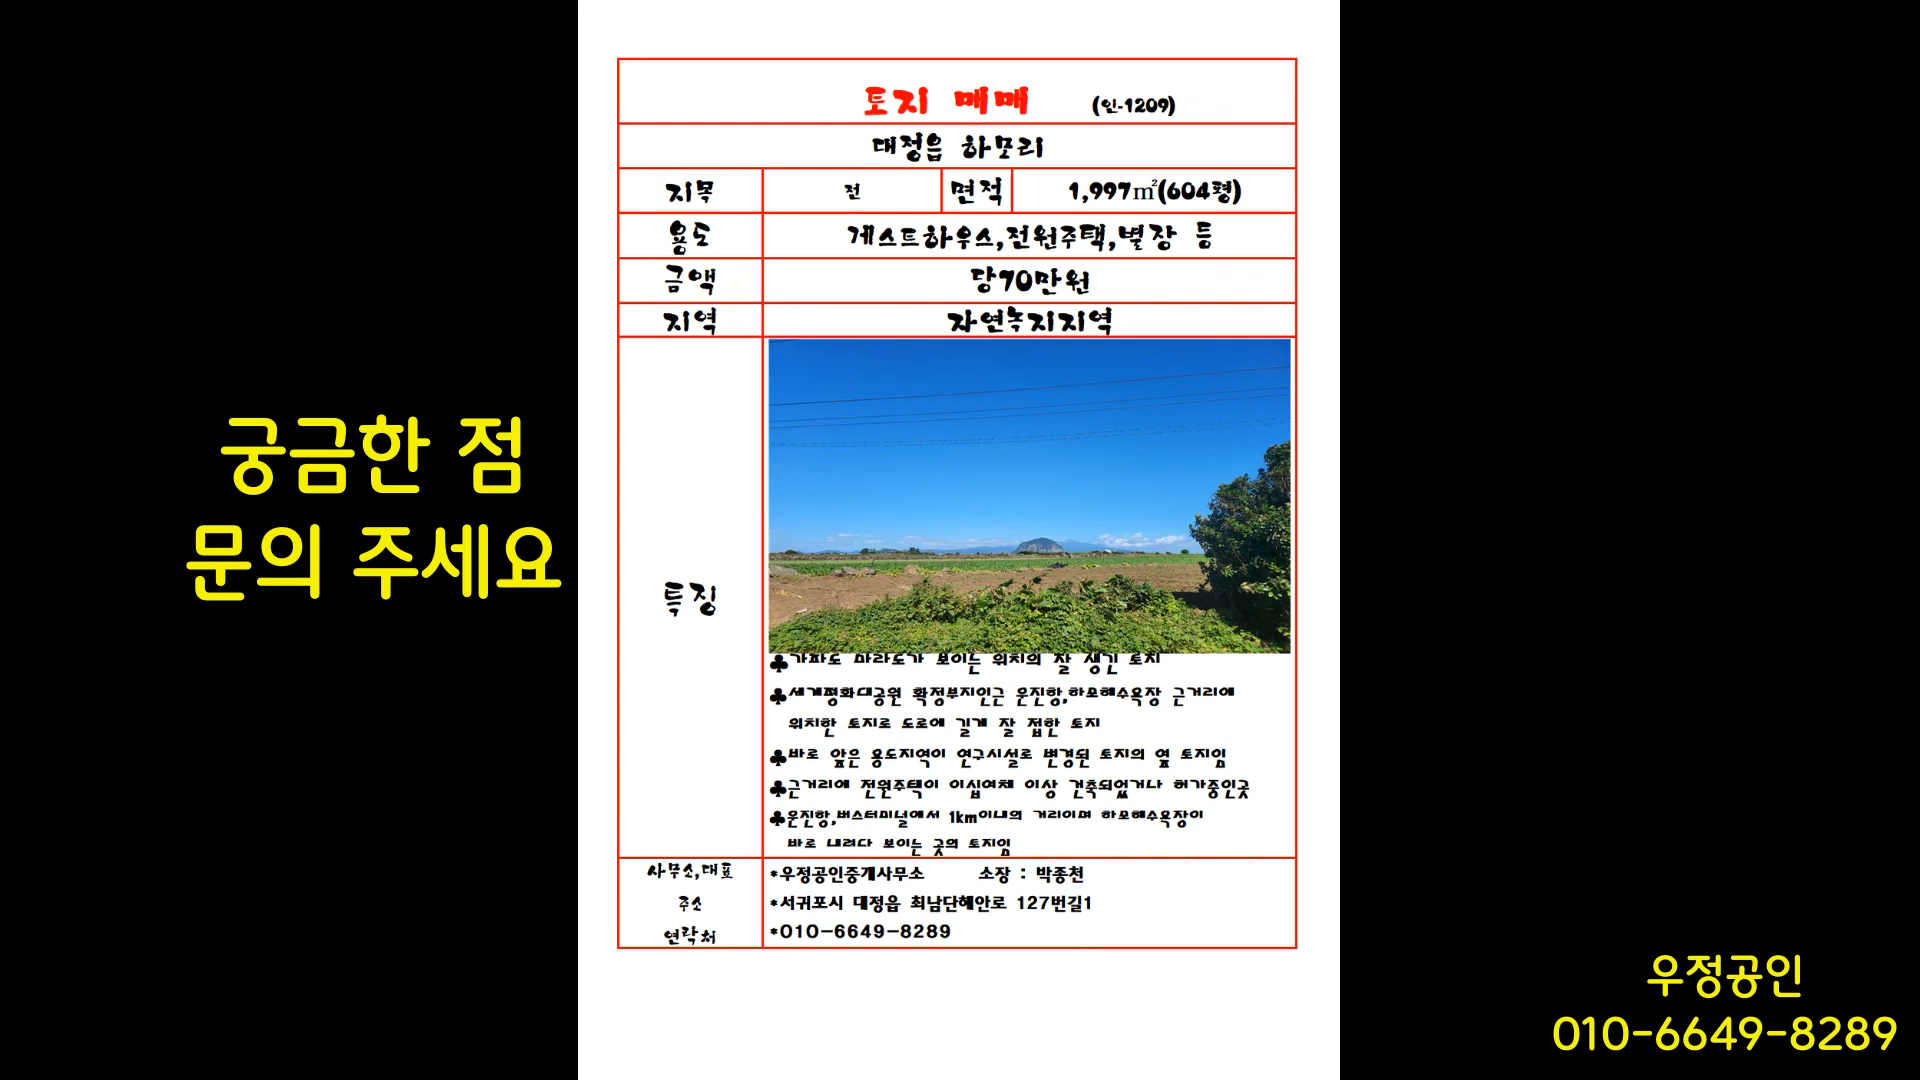 궁금한 점
문의 주세요
토지 매매 (인-1209)
대정읍 하모리
지목 전 면적 1,997㎡(604평)
용도 게스트하우스,전원주택,별장 등
금액 당70만원
지역 자연녹지지역
특징
♣가파도 마라도가 보이는 위치의 잘 생긴 토지
♣세계평화대공원 확정부지인근 운진항,하모해수욕장 근거리에
위치한 토지로 도로에 길게 잘 접한 토지
♣바로 앞은 용도지역이 연구시설로 변경된 토지의 옆 토지임
♣근거리에 전원주택이 이십여채 이상 건축되었거나 허가중인곳
♣운진항,버스터미널에서 1km이내의 거리이며 하모해수욕장이
바로 내려다 보이는 곳의 토지임
사무소,대표 *우정공인중개사무소 소장 : 박종천
주소 *서귀포시 대정읍 최남단해안로 127번길1
연락처 *010-6649-8289
우정공인
010-6649-8289